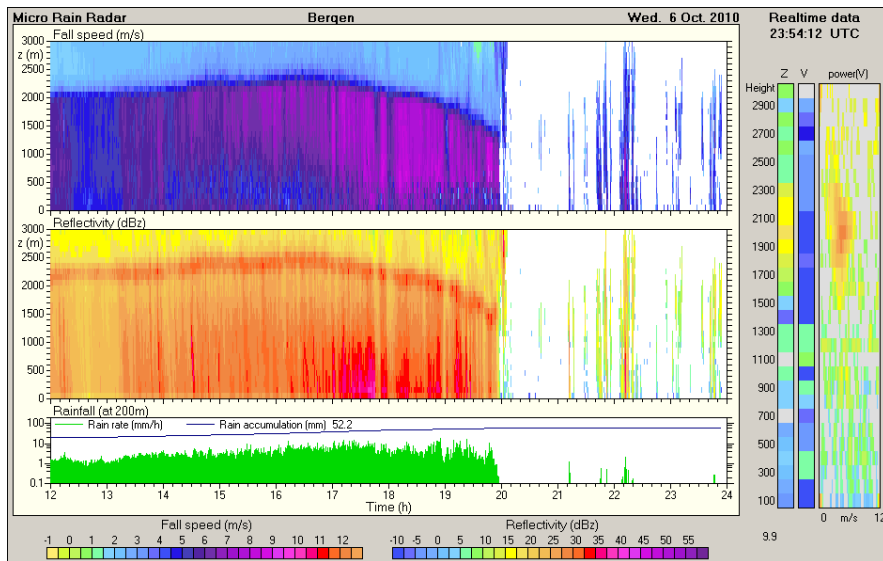 Micro Rain Radar Bergen Wed. 6 Oct. 2010 Realtime data
23:54:12 UTC
Fall speed (m/s)
z (m)
3000
2500
2000
1500
1000
500
0
Reflectivity (dBz)
z (m)
3000
2500
2000
1500
1000
500
0
Rainfall (at 200m)
Rain rate (mm/h) Rain accumulation (mm) 52.2
100
10
1
0.1
12 13 14 15 16 17 18 19 20 21 22 23 24
Time (h)
Fall speed (m/s)
-1 0 1 2 3 4 5 6 7 8 9 10 11 12
Reflectivity (dBz)
-10 -5 0 5 10 15 20 25 30 35 40 45 50 55
Z V power(V)
Height
2900
2700
2500
2300
2100
1900
1700
1500
1300
1100
900
700
500
300
100
0 m/s 12
9.9